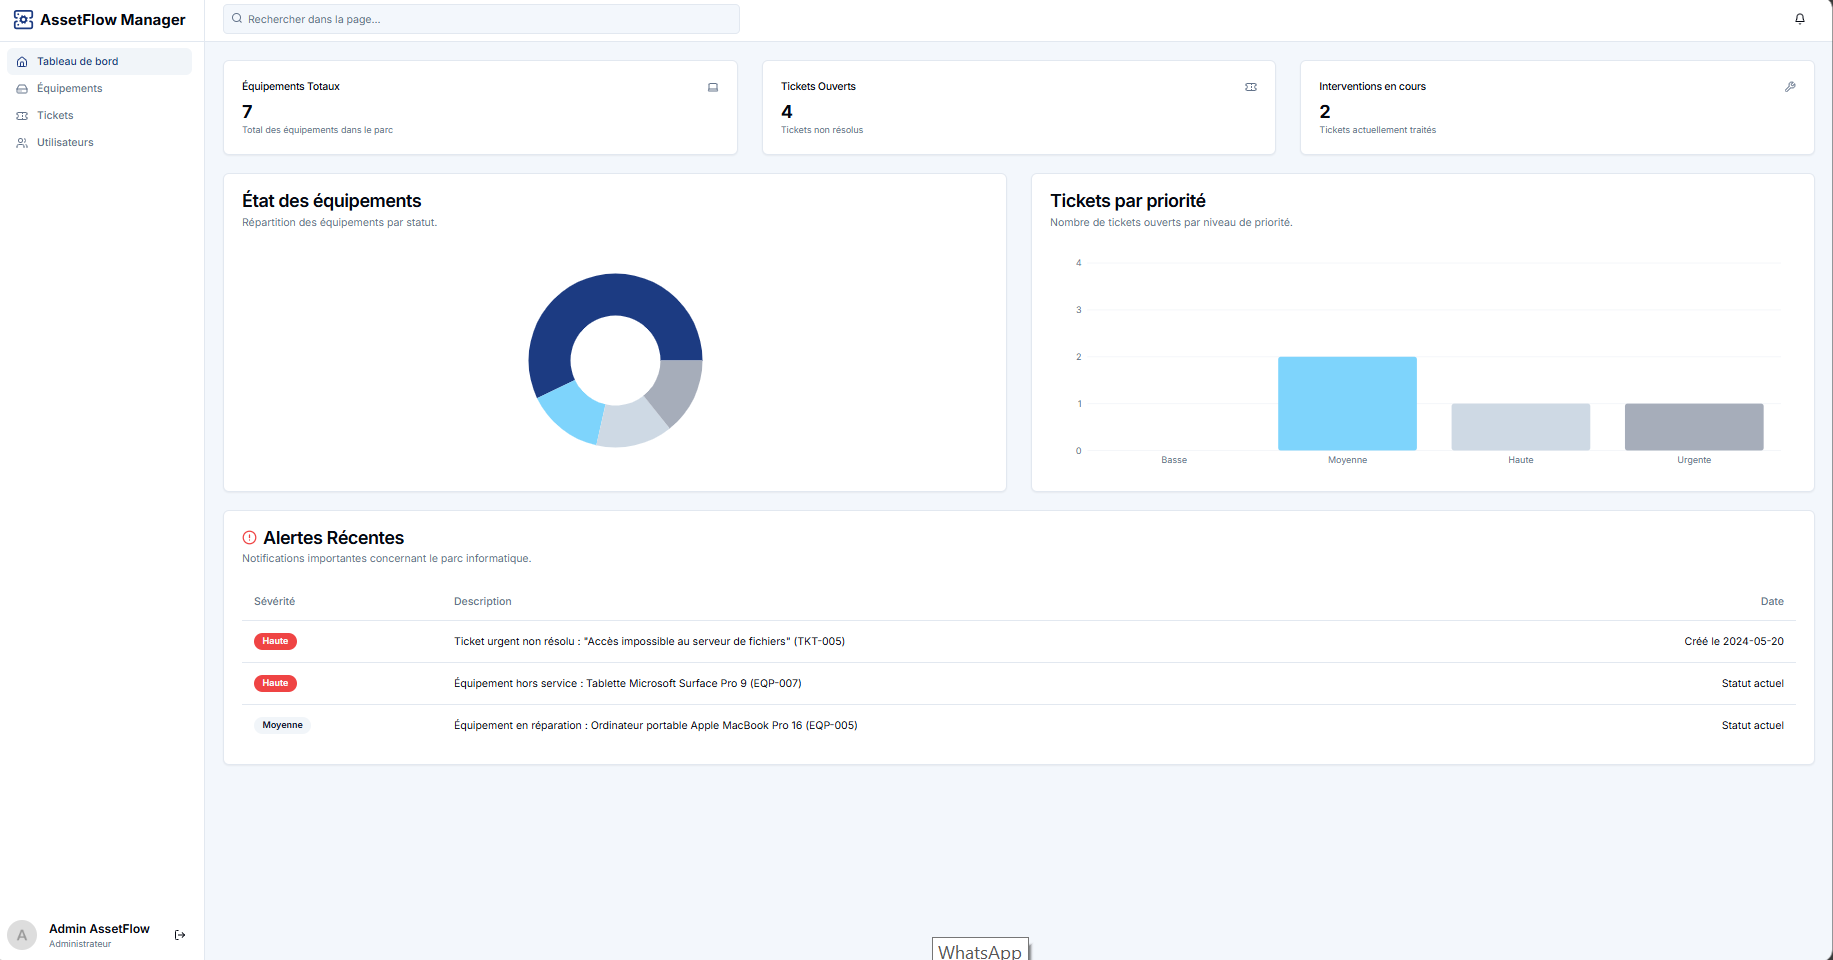 AssetFlow Manager
Rechercher dans la page...
Tableau de bord
Équipements
Tickets
Utilisateurs
Équipements Totaux
7
Total des équipements dans le parc
Tickets Ouverts
4
Tickets non résolus
Interventions en cours
2
Tickets actuellement traités
État des équipements
Répartition des équipements par statut.
Tickets par priorité
Nombre de tickets ouverts par niveau de priorité.
4
3
2
1
0
Basse Moyenne Haute Urgente
Alertes Récentes
Notifications importantes concernant le parc informatique.
Sévérité Description Date
Haute Ticket urgent non résolu : "Accès impossible au serveur de fichiers" (TKT-005) Créé le 2024-05-20
Haute Équipement hors service : Tablette Microsoft Surface Pro 9 (EQP-007) Statut actuel
Moyenne Équipement en réparation : Ordinateur portable Apple MacBook Pro 16 (EQP-005) Statut actuel
A
Admin AssetFlow
Administrateur
WhatsApp